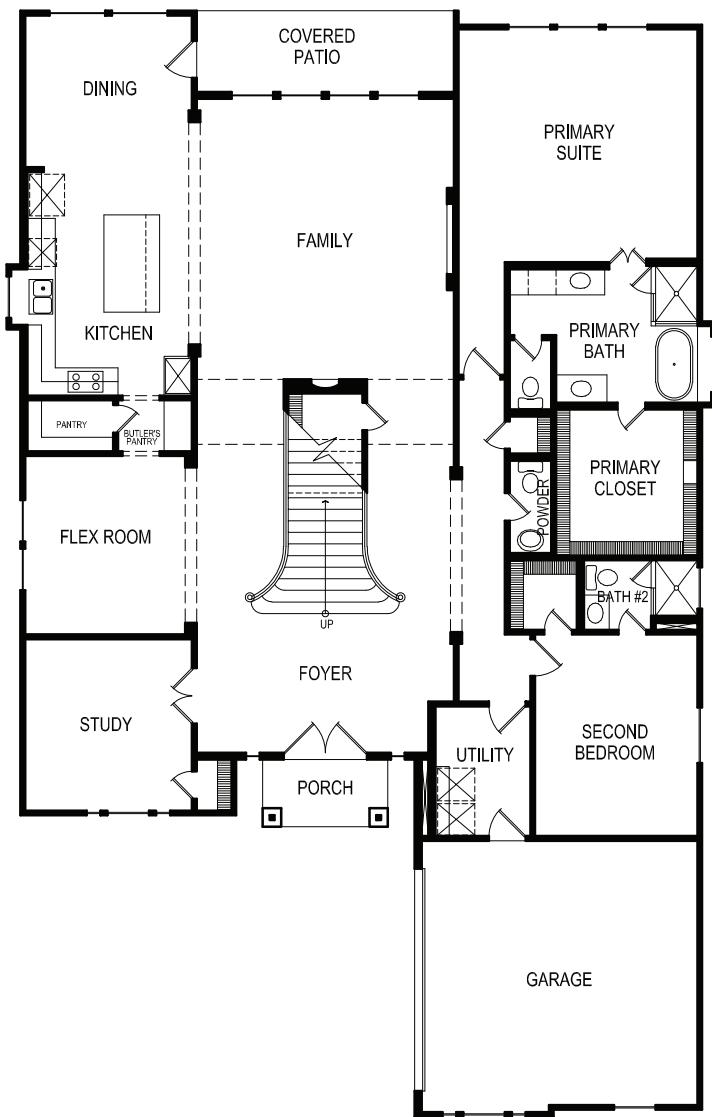 COVERED
PATIO
DINING
PRIMARY
SUITE
FAMILY
KITCHEN
PRIMARY
BATH
PANTRY
BUTLER'S
PANTRY
PRIMARY
CLOSET
POWDER
FLEX ROOM
BATH #2
UP
FOYER
STUDY
SECOND
BEDROOM
UTILITY
PORCH
GARAGE